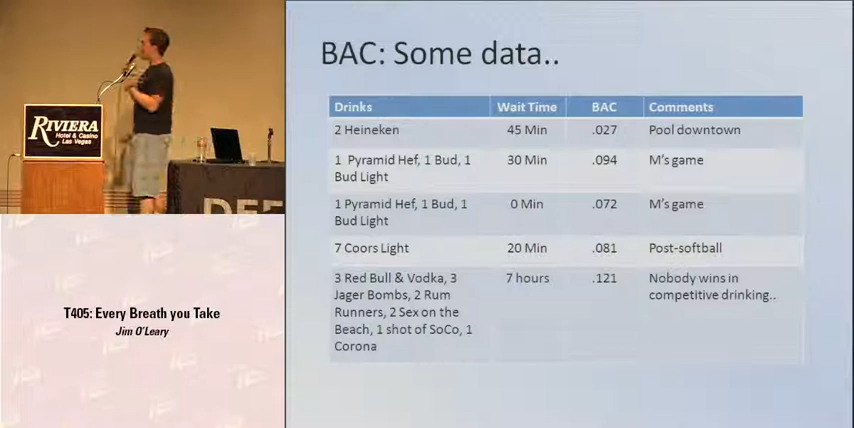 RIVIERA
Hotel & Casino
Las Vegas
DEF
T405: Every Breath you Take
Jim O'Leary
BAC: Some data..
Drinks Wait Time BAC Comments
2 Heineken 45 Min .027 Pool downtown
1 Pyramid Hef, 1 Bud, 1 30 Min .094 M's game
Bud Light
1 Pyramid Hef, 1 Bud, 1 0 Min .072 M's game
Bud Light
7 Coors Light 20 Min .081 Post-softball
3 Red Bull & Vodka, 3 7 hours .121 Nobody wins in
Jager Bombs, 2 Rum competitive drinking..
Runners, 2 Sex on the
Beach, 1 shot of SoCo, 1
Corona